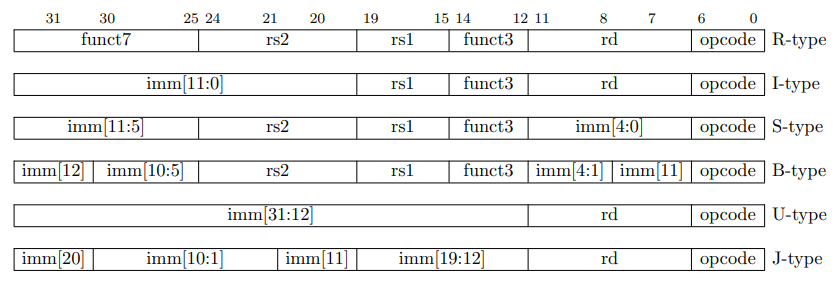 31 30 25 24 21 20 19 15 14 12 11 8 7 6 0
funct7 rs2 rs1 funct3 rd opcode R-type
imm[11:0] rs1 funct3 rd opcode I-type
imm[11:5] rs2 rs1 funct3 imm[4:0] opcode S-type
imm[12] imm[10:5] rs2 rs1 funct3 imm[4:1] imm[11] opcode B-type
imm[31:12] rd opcode U-type
imm[20] imm[10:1] imm[11] imm[19:12] rd opcode J-type